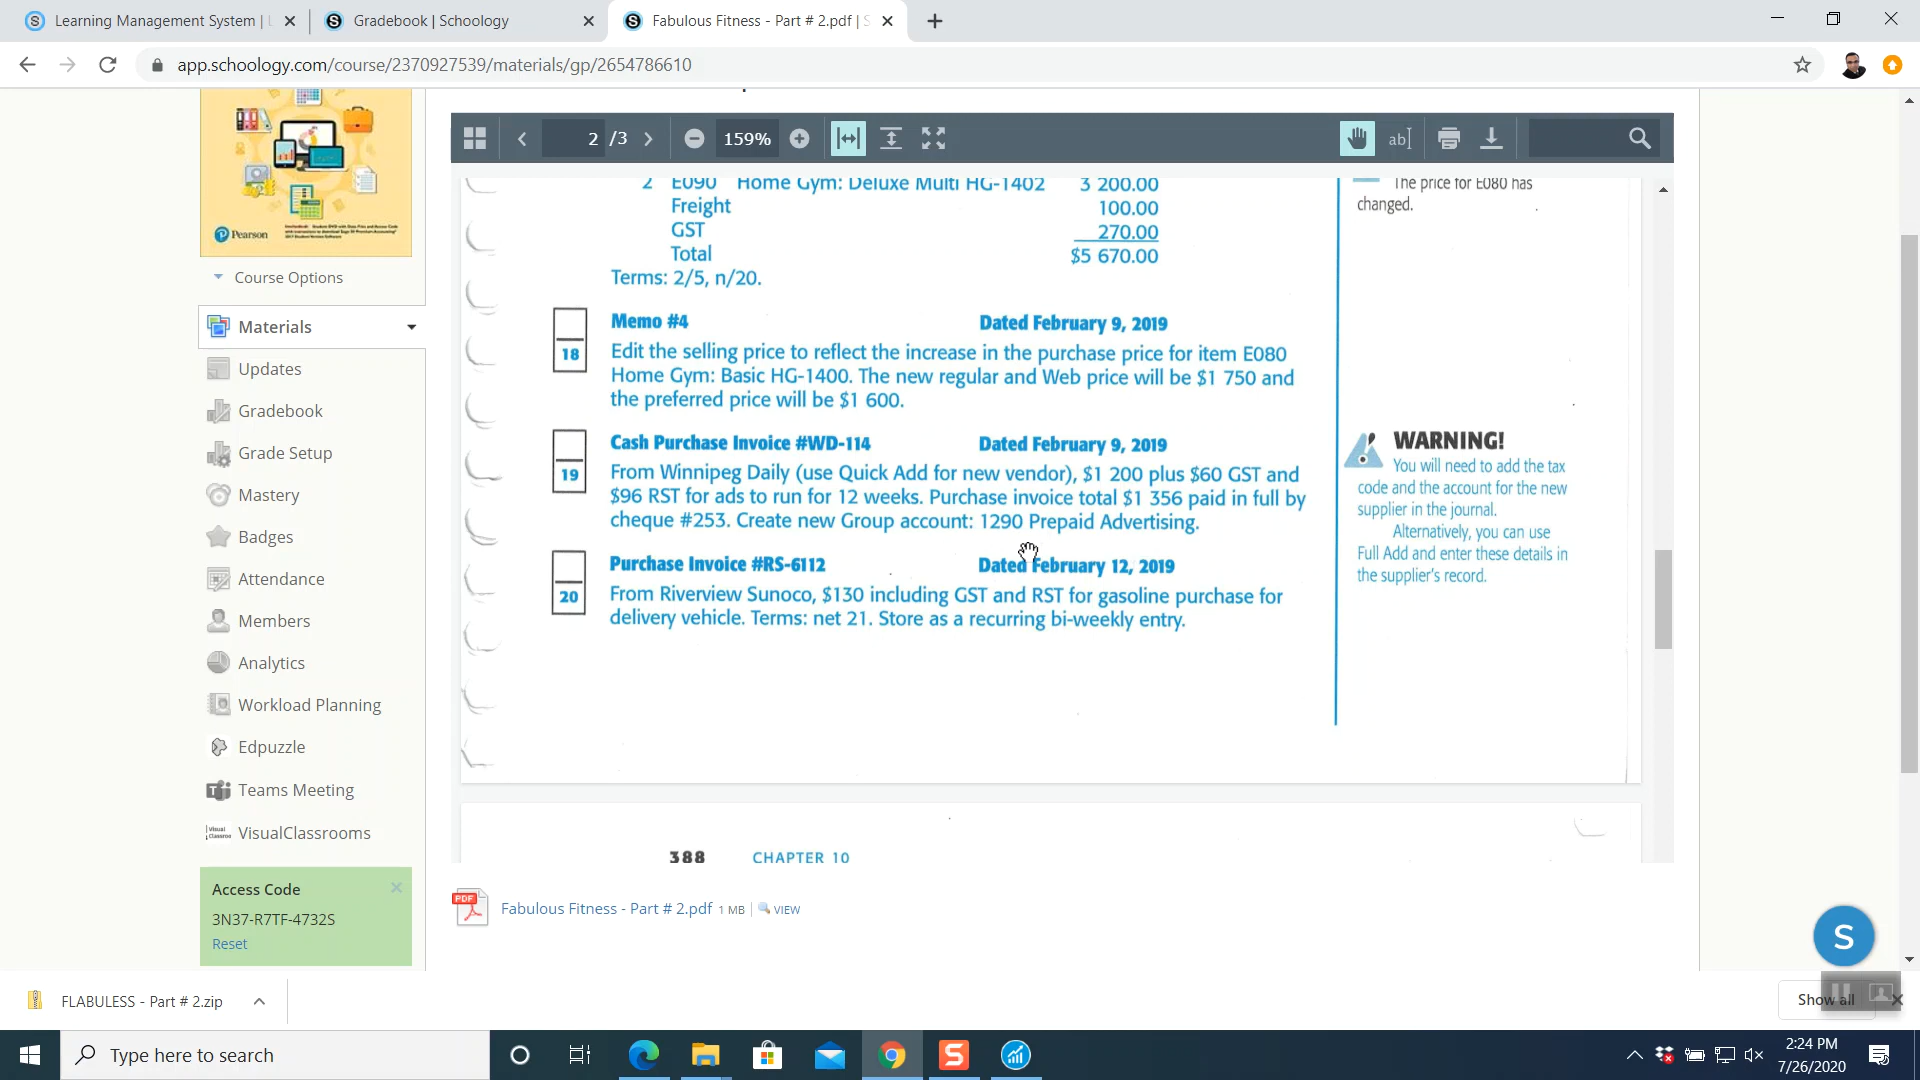 Learning Management System |
Gradebook | Schoology
Fabulous Fitness - Part # 2.pdf |
app.schoology.com/course/2370927539/materials/gp/2654786610
Pearson
Course Options
Materials
Updates
Gradebook
Grade Setup
Mastery
Badges
Attendance
Members
Analytics
Workload Planning
Edpuzzle
Teams Meeting
VisualClassrooms
Access Code
3N37-R7TF-4732S
Reset
2 /3
159%
2 E090 Home Gym: Deluxe Multi HG-1402 3 200.00
Freight 100.00
GST 270.00
Total $5 670.00
Terms: 2/5, n/20.
The price for E080 has
changed.
18
Memo #4 Dated February 9, 2019
Edit the selling price to reflect the increase in the purchase price for item E080
Home Gym: Basic HG-1400. The new regular and Web price will be $1 750 and
the preferred price will be $1 600.
19
Cash Purchase Invoice #WD-114 Dated February 9, 2019
From Winnipeg Daily (use Quick Add for new vendor), $1 200 plus $60 GST and
$96 RST for ads to run for 12 weeks. Purchase invoice total $1 356 paid in full by
cheque #253. Create new Group account: 1290 Prepaid Advertising.
WARNING!
You will need to add the tax
code and the account for the new
supplier in the journal.
Alternatively, you can use
Full Add and enter these details in
the supplier's record.
20
Purchase Invoice #RS-6112 Dated February 12, 2019
From Riverview Sunoco, $130 including GST and RST for gasoline purchase for
delivery vehicle. Terms: net 21. Store as a recurring bi-weekly entry.
388 CHAPTER 10
PDF
Fabulous Fitness - Part # 2.pdf 1 MB | VIEW
S
FLABULESS - Part # 2.zip
Show all
Type here to search
2:24 PM
7/26/2020